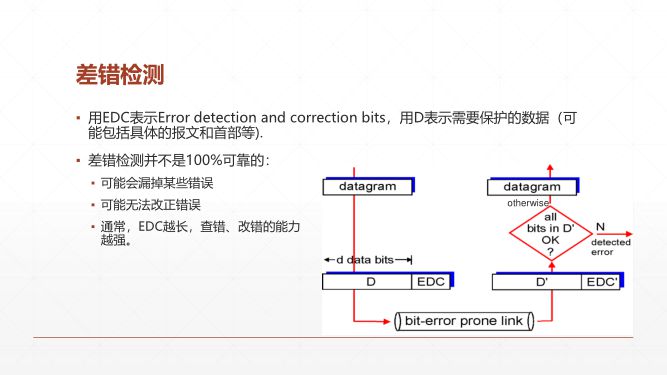 差错检测
▪ 用EDC表示Error detection and correction bits，用D表示需要保护的数据（可
能包括具体的报文和首部等).
▪ 差错检测并不是100%可靠的：
▪ 可能会漏掉某些错误
▪ 可能无法改正错误
▪ 通常，EDC越长，查错、改错的能力
越强。
datagram
datagram
otherwise
all
bits in D'
OK
?
N
detected
error
d data bits
D
EDC
D'
EDC'
bit-error prone link